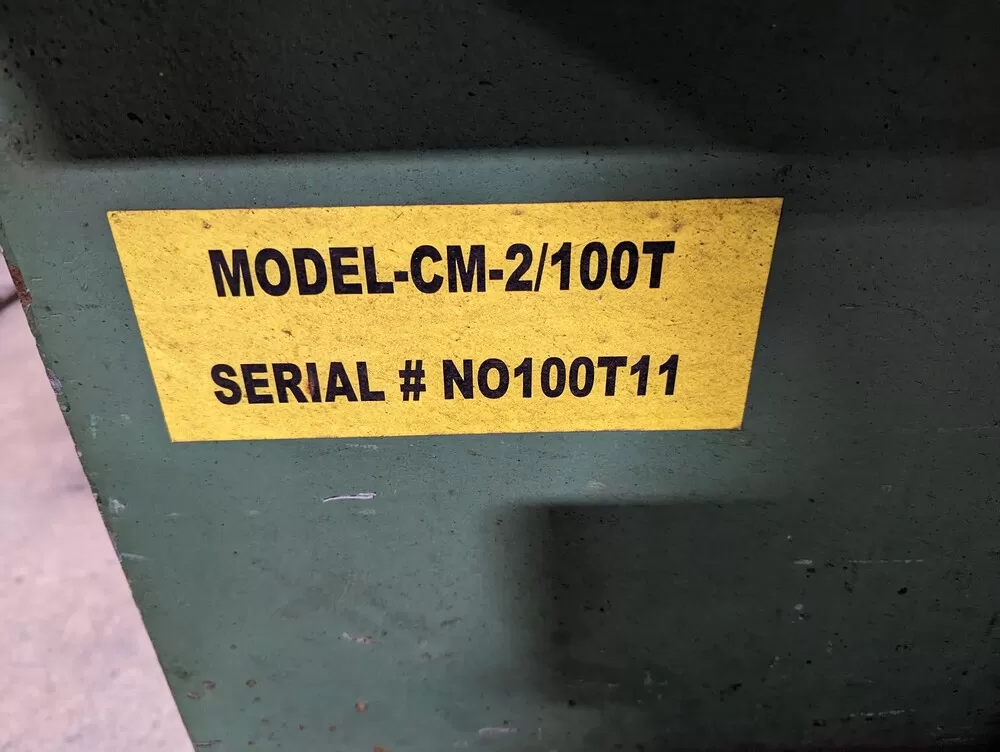 MODEL-CM-2/100T
SERIAL # NO100T11